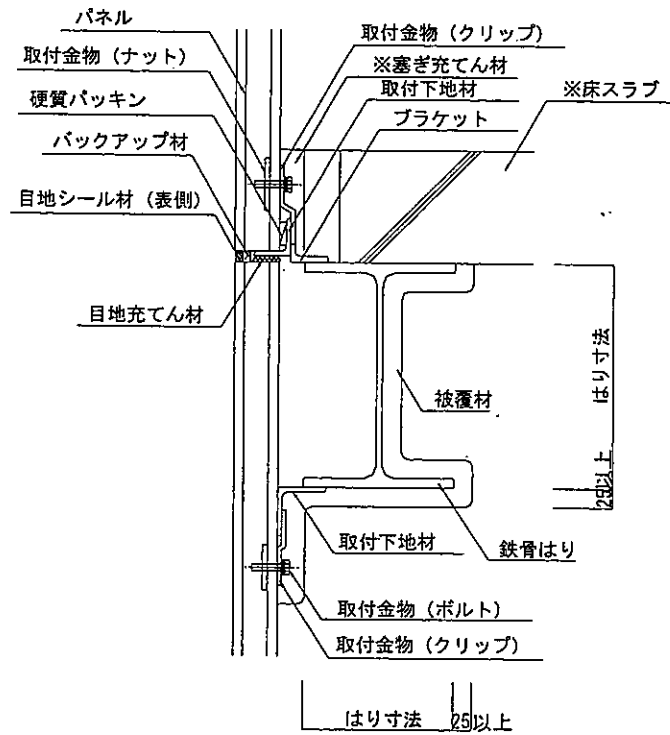 パネル
取付金物（ナット）
硬質パッキン
バックアップ材
目地シール材（表側）
目地充てん材
取付金物（クリップ）
※塞ぎ充てん材
取付下地材
ブラケット
※床スラブ
はり寸法
25以上
被覆材
取付下地材
鉄骨はり
取付金物（ボルト）
取付金物（クリップ）
はり寸法
25以上